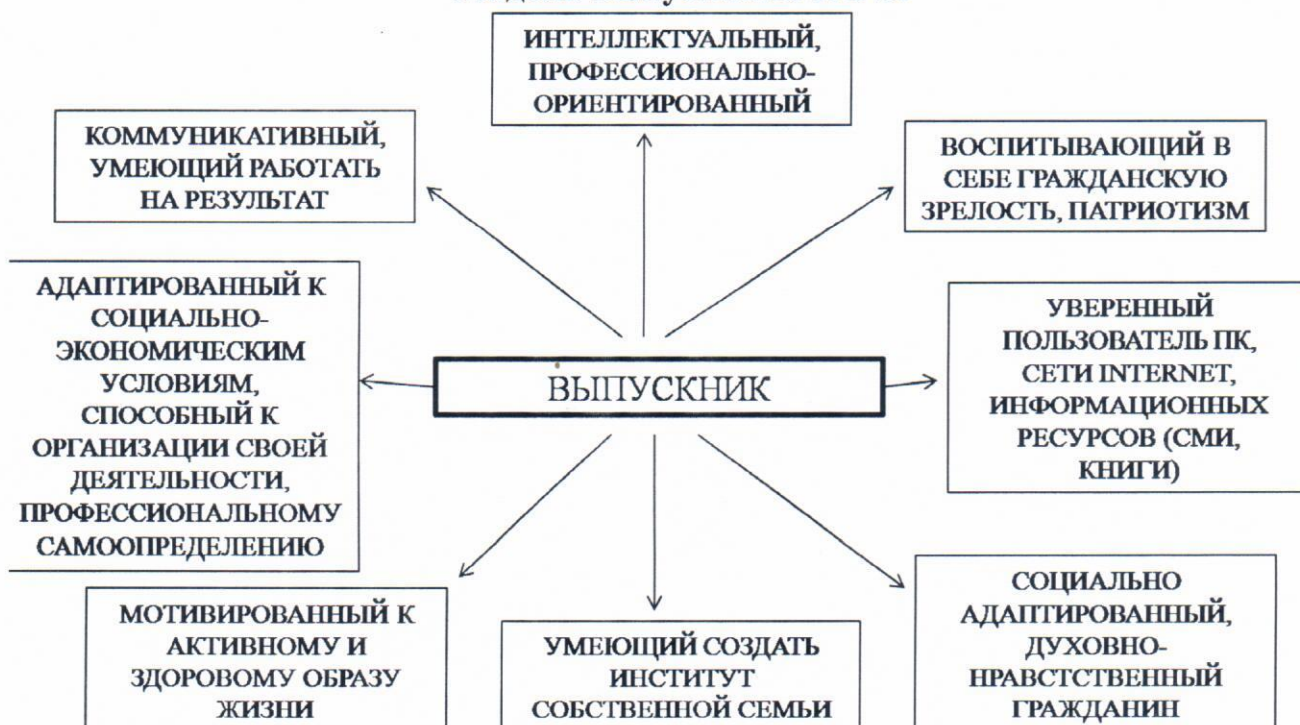 ИНТЕЛЛЕКТУАЛЬНЫЙ,
ПРОФЕССИОНАЛЬНО-
ОРИЕНТИРОВАННЫЙ
КОММУНИКАТИВНЫЙ,
УМЕЮЩИЙ РАБОТАТЬ
НА РЕЗУЛЬТАТ
ВОСПИТЫВАЮЩИЙ В
СЕБЕ ГРАЖДАНСКУЮ
ЗРЕЛОСТЬ, ПАТРИОТИЗМ
АДАПТИРОВАННЫЙ К
СОЦИАЛЬНО-
ЭКОНОМИЧЕСКИМ
УСЛОВИЯМ,
СПОСОБНЫЙ К
ОРГАНИЗАЦИИ СВОЕЙ
ДЕЯТЕЛЬНОСТИ,
ПРОФЕССИОНАЛЬНОМУ
САМООПРЕДЕЛЕНИЮ
ВЫПУСКНИК
УВЕРЕННЫЙ
ПОЛЬЗОВАТЕЛЬ ПК,
СЕТИ INTERNET,
ИНФОРМАЦИОННЫХ
РЕСУРСОВ (СМИ,
КНИГИ)
МОТИВИРОВАННЫЙ К
АКТИВНОМУ И
ЗДОРОВОМУ ОБРАЗУ
ЖИЗНИ
УМЕЮЩИЙ СОЗДАТЬ
ИНСТИТУТ
СОБСТВЕННОЙ СЕМЬИ
СОЦИАЛЬНО
АДАПТИРОВАННЫЙ,
ДУХОВНО-
НРАВСТСТВЕННЫЙ
ГРАЖДАНИН